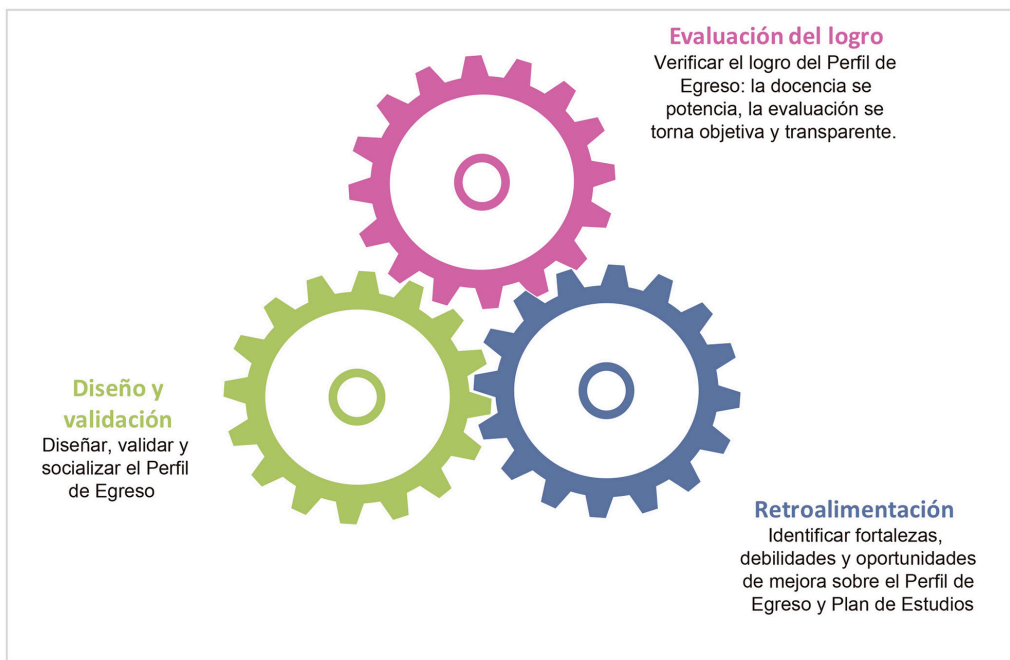 Evaluación del logro
Verificar el logro del Perfil de
Egreso: la docencia se
potencia, la evaluación se
torna objetiva y transparente.
Diseño y
validación
Diseñar, validar y
socializar el Perfil
de Egreso
Retroalimentación
Identificar fortalezas,
debilidades y oportunidades
de mejora sobre el Perfil de
Egreso y Plan de Estudios